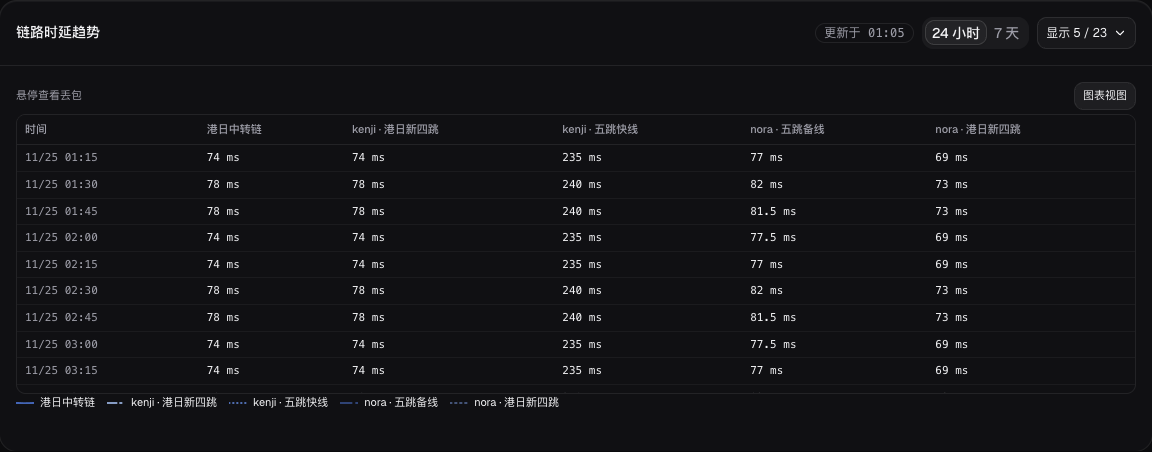 链路时延趋势 更新于 01:05 24 小时 7 天 显示 5 / 23
悬停查看丢包 图表视图
时间 港日中转链 kenji · 港日新四跳 kenji · 五跳快线 nora · 五跳备线 nora · 港日新四跳
11/25 01:15 74 ms 74 ms 235 ms 77 ms 69 ms
11/25 01:30 78 ms 78 ms 240 ms 82 ms 73 ms
11/25 01:45 78 ms 78 ms 240 ms 81.5 ms 73 ms
11/25 02:00 74 ms 74 ms 235 ms 77.5 ms 69 ms
11/25 02:15 74 ms 74 ms 235 ms 77 ms 69 ms
11/25 02:30 78 ms 78 ms 240 ms 82 ms 73 ms
11/25 02:45 78 ms 78 ms 240 ms 81.5 ms 73 ms
11/25 03:00 74 ms 74 ms 235 ms 77.5 ms 69 ms
11/25 03:15 74 ms 74 ms 235 ms 77 ms 69 ms
港日中转链 kenji · 港日新四跳 kenji · 五跳快线 nora · 五跳备线 nora · 港日新四跳